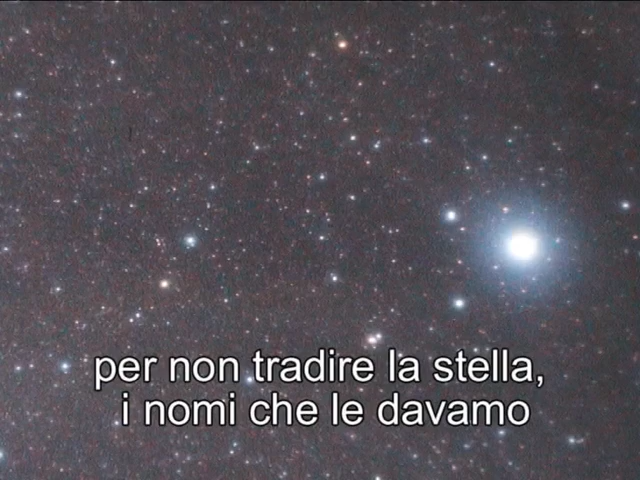 per non tradire la stella,
i nomi che le davamo